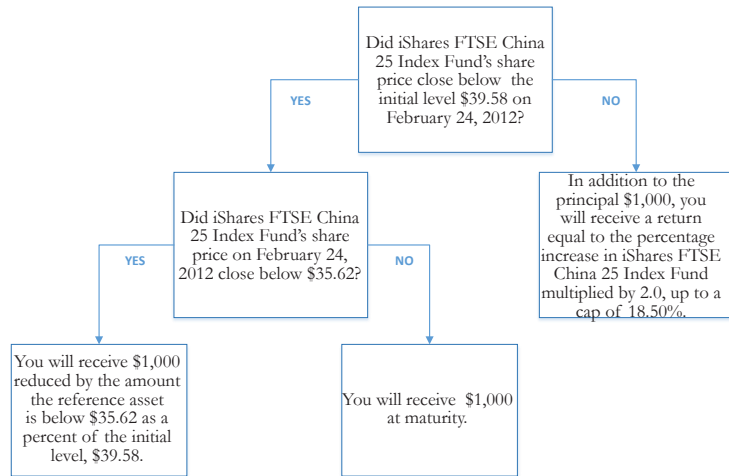 Did iShares FTSE China
25 Index Fund's share
price close below the
initial level $39.58 on
February 24, 2012?
YES
NO
Did iShares FTSE China
25 Index Fund's share
price on February 24,
2012 close below $35.62?
In addition to the
principal $1,000, you
will receive a return
equal to the percentage
increase in iShares FTSE
China 25 Index Fund
multiplied by 2.0, up to a
cap of 18.50%.
YES
NO
You will receive $1,000
reduced by the amount
the reference asset
is below $35.62 as a
percent of the initial
level, $39.58.
You will receive $1,000
at maturity.